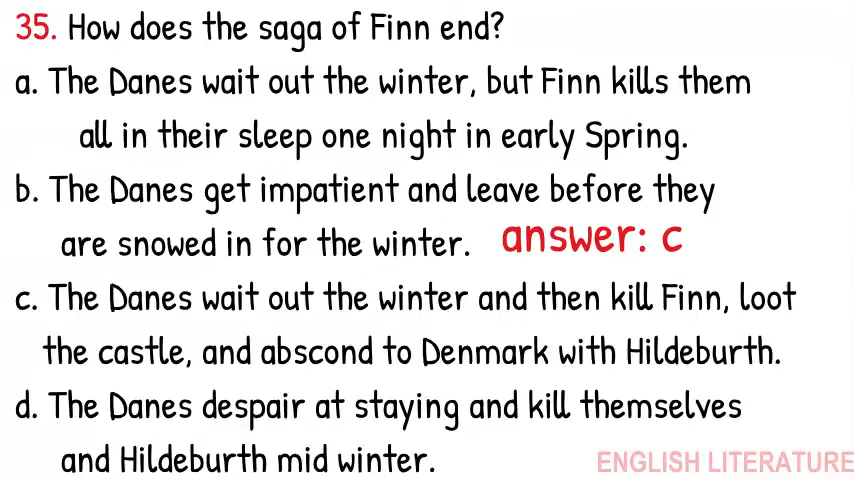 35. How does the saga of Finn end?
a. The Danes wait out the winter, but Finn kills them
all in their sleep one night in early Spring.
b. The Danes get impatient and leave before they
are snowed in for the winter. answer: c
c. The Danes wait out the winter and then kill Finn, loot
the castle, and abscond to Denmark with Hildeburth.
d. The Danes despair at staying and kill themselves
and Hildeburth mid winter.
ENGLISH LITERATURE